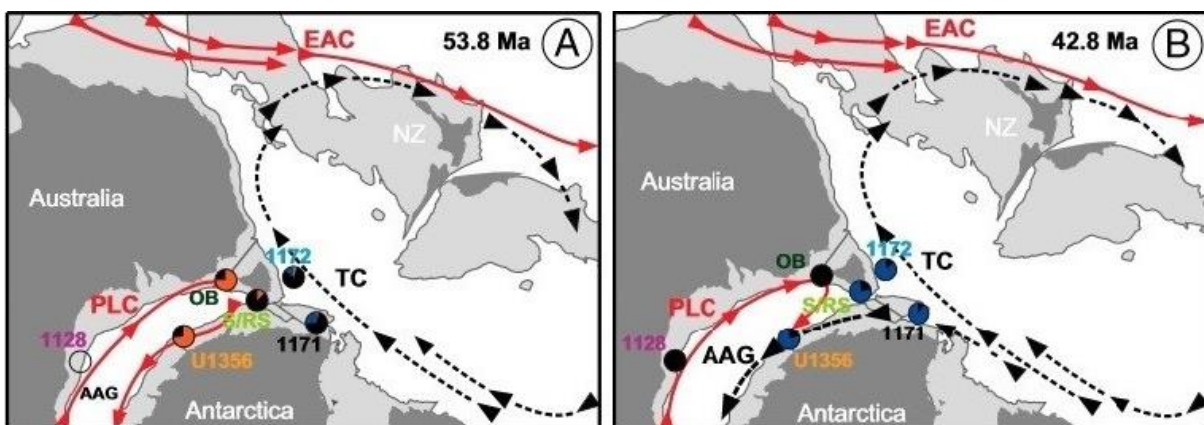 EAC
53.8 Ma
A
NZ
Australia
1172
OB
TC
PLC
S/RS
1128
1171
U1356
AAG
Antarctica
EAC
42.8 Ma
B
NZ
Australia
1172
OB
TC
PLC
S/RS
1171
1128
AAG
U1356
Antarctica